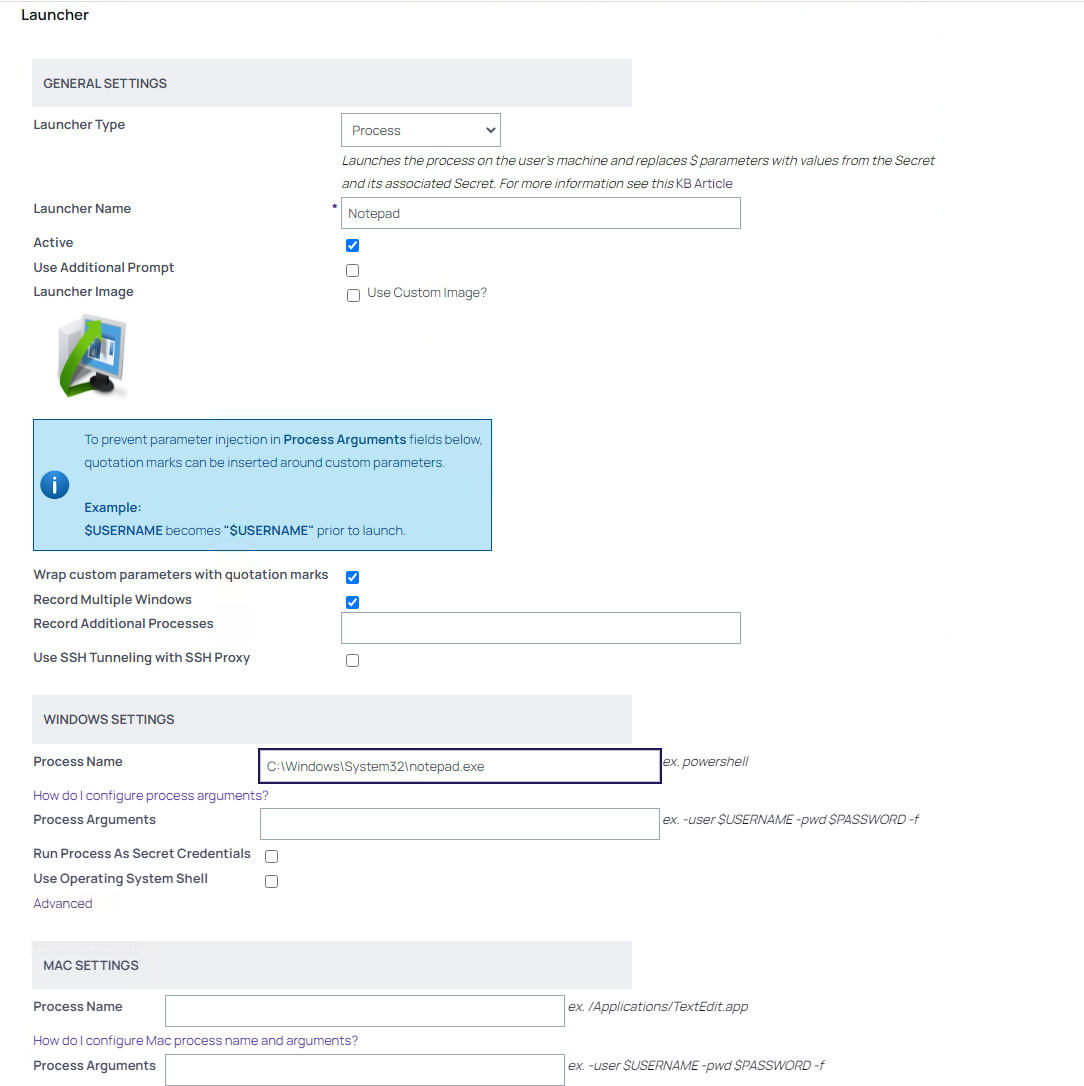 Launcher
GENERAL SETTINGS
Launcher Type
Process
Launches the process on the user's machine and replaces $ parameters with values from the Secret
and its associated Secret. For more information see this KB Article
Launcher Name
* Notepad
Active
Use Additional Prompt
Launcher Image
Use Custom Image?
To prevent parameter injection in Process Arguments fields below,
quotation marks can be inserted around custom parameters.
Example:
$USERNAME becomes "$USERNAME" prior to launch.
Wrap custom parameters with quotation marks
Record Multiple Windows
Record Additional Processes
Use SSH Tunneling with SSH Proxy
WINDOWS SETTINGS
Process Name
C:\Windows\System32\notepad.exe
ex. powershell
How do I configure process arguments?
Process Arguments
ex. -user $USERNAME -pwd $PASSWORD -f
Run Process As Secret Credentials
Use Operating System Shell
Advanced
MAC SETTINGS
Process Name
ex. /Applications/TextEdit.app
How do I configure Mac process name and arguments?
Process Arguments
ex. -user $USERNAME -pwd $PASSWORD -f